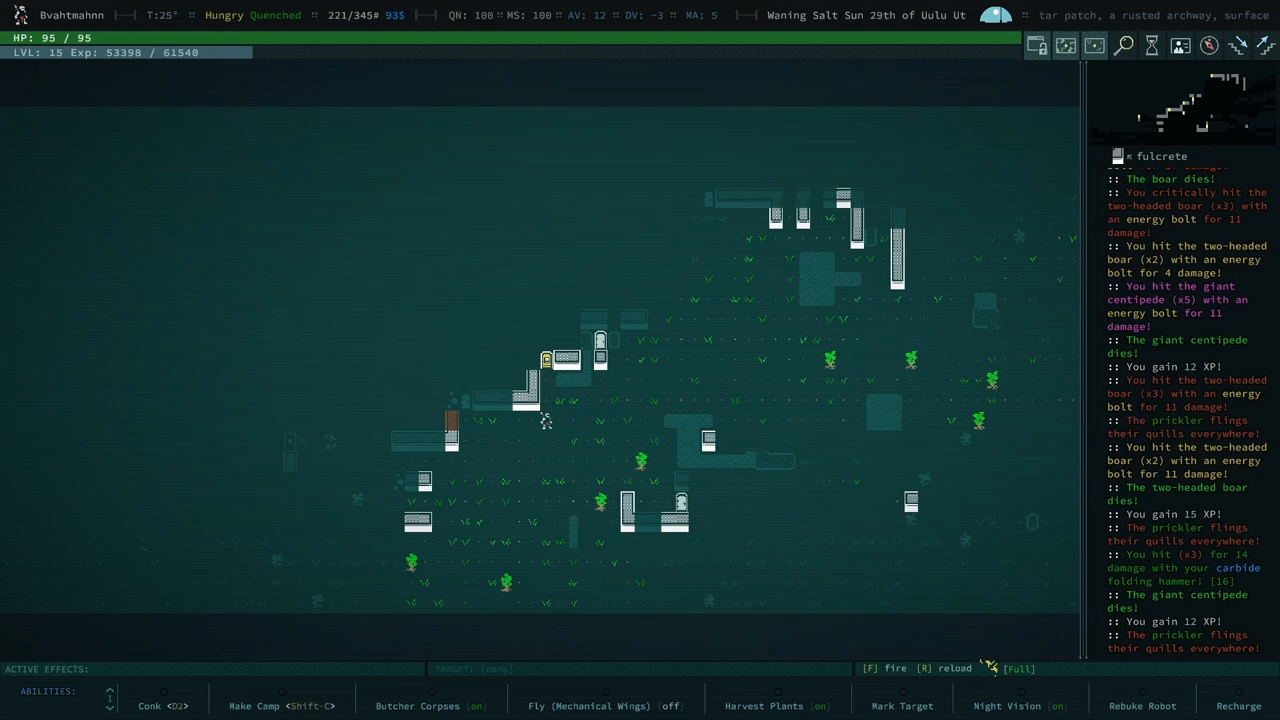 Bvahtmahnn T:25° :: Hungry Quenched :: 221/345# 93$ QN: 100 :: MS: 100 :: AV: 12 :: DV: -3 :: MA: 5 Waning Salt Sun 29th of Uulu Ut :: tar patch, a rusted archway, surface
HP: 95 / 95
LVL: 15 Exp: 53398 / 61540
fulcrete
:: The boar dies!
:: You critically hit the
two-headed boar (x3) with
an energy bolt for 11
damage!
:: You hit the two-headed
boar (x2) with an energy
bolt for 4 damage!
:: You hit the giant
centipede (x5) with an
energy bolt for 11
damage!
:: The giant centipede
dies!
:: You gain 12 XP!
:: You hit the two-headed
boar (x3) with an energy
bolt for 11 damage!
:: The prickler flings
their quills everywhere!
:: You hit the two-headed
boar (x2) with an energy
bolt for 11 damage!
:: The two-headed boar
dies!
:: You gain 15 XP!
:: The prickler flings
their quills everywhere!
:: You hit (x3) for 14
damage with your carbide
folding hammer! [16]
:: The giant centipede
dies!
:: You gain 12 XP!
:: The prickler flings
their quills everywhere!
ACTIVE EFFECTS: TARGET: [none] [F] fire [R] reload [Full]
ABILITIES: 1 Conk <D2> Make Camp <Shift-C> Butcher Corpses [on] Fly (Mechanical Wings) [off] Harvest Plants [on] Mark Target Night Vision [on] Rebuke Robot Recharge